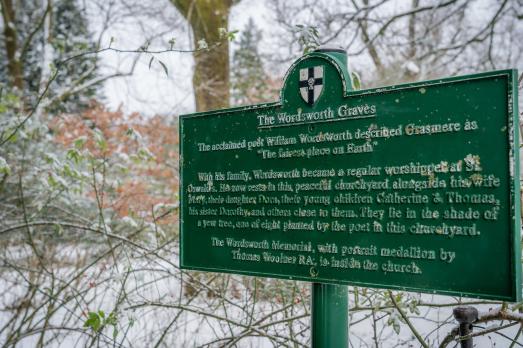 The Wordsworth Graves
The acclaimed poet William Wordsworth described Grasmere as
"The fairest place on Earth"
With his family, Wordsworth became a regular worshipper at St
Oswald's. He now rests in this, peaceful churchyard alongside his wife
Mary, their daughter Dora, their young children Catherine & Thomas,
his sister Dorothy and others close to them. They lie in the shade of
a yew tree, one of eight planted by the poet in this churchyard.
The Wordsworth Memorial, with portrait medallion by
Thomas Woolner RA, is inside the church.